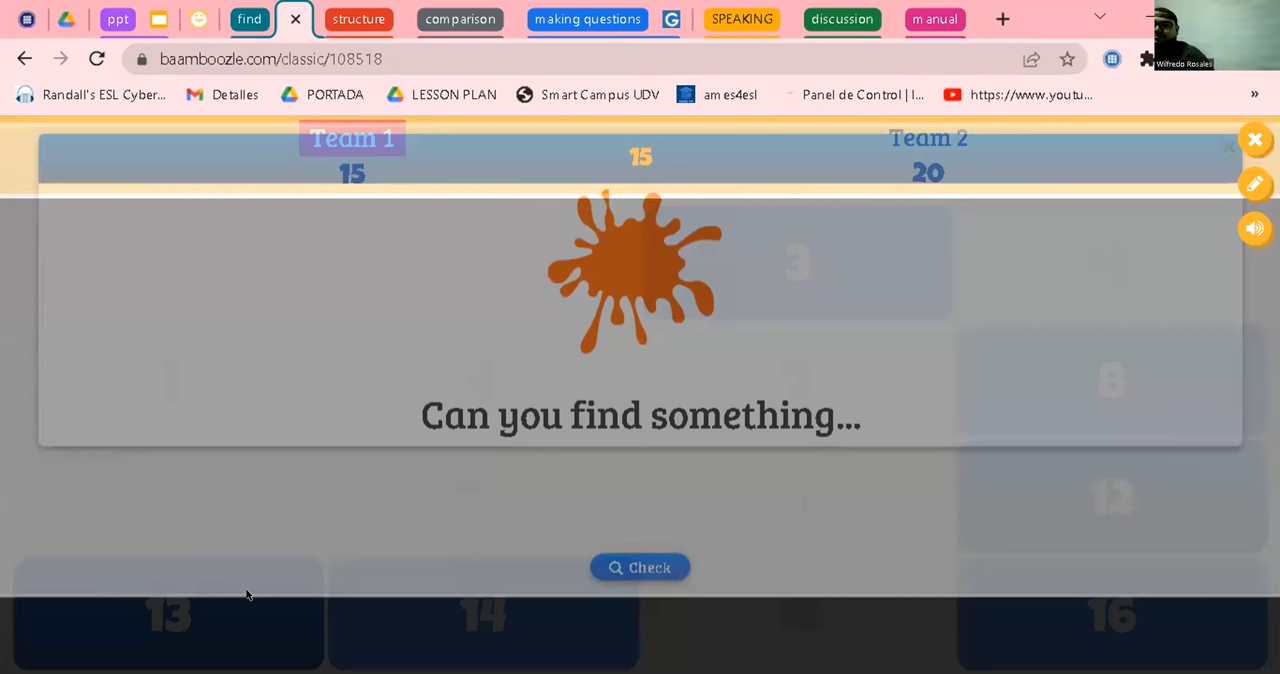 ppt find structure comparison making questions SPEAKING discussion manual
baamboozle.com/classic/108518
Wilfredo Rosales
Randall's ESL Cyber... Detalles PORTADA LESSON PLAN Smart Campus UDV ames4esl Panel de Control | I... https://www.youtu... »
Team 1 15 Team 2
15 20
3
8
Can you find something...
12
Check
13 14 16